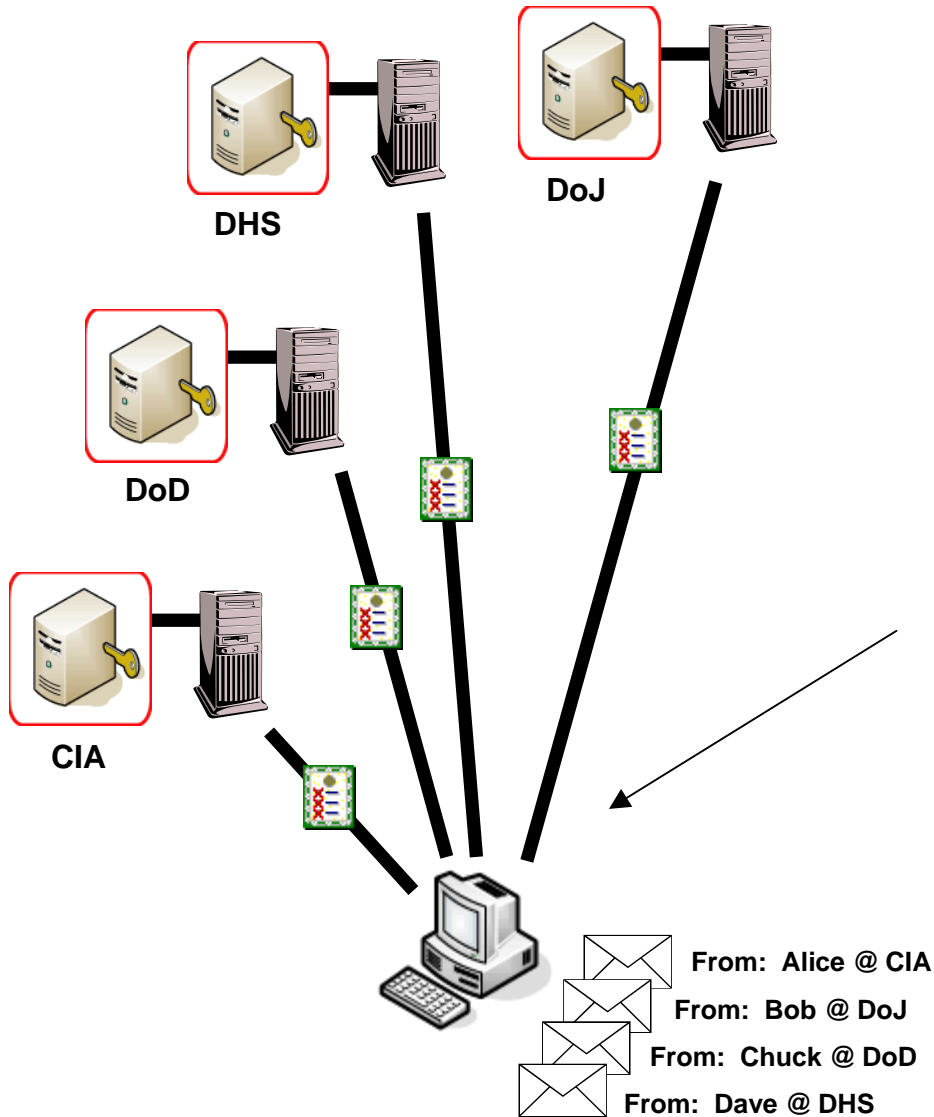 DoJ
DHS
DoD
CIA
From: Alice @ CIA
From: Bob @ DoJ
From: Chuck @ DoD
From: Dave @ DHS